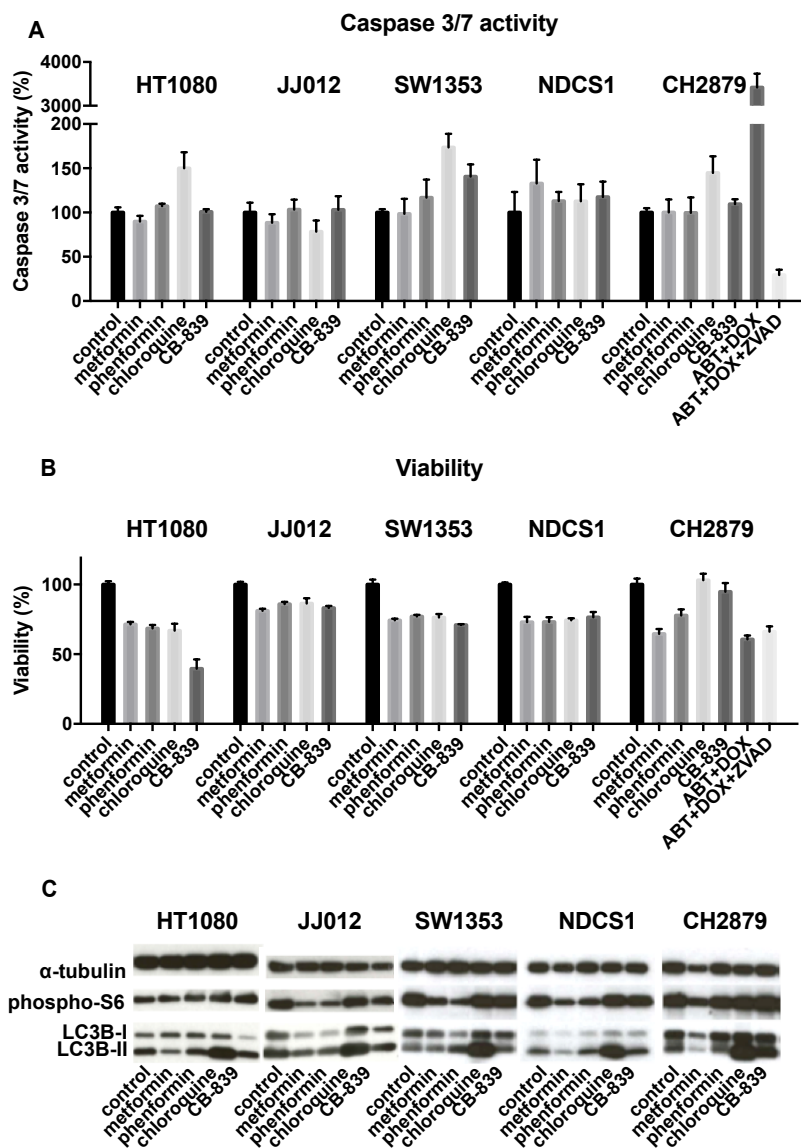 A
Caspase 3/7 activity
HT1080 JJ012 SW1353 NDCS1 CH2879
Caspase 3/7 activity (%)
4000
3000
200
150
100
50
0
control metformin phenformin chloroquine CB-839 control metformin phenformin chloroquine CB-839 control metformin phenformin chloroquine CB-839 control metformin phenformin chloroquine CB-839 control metformin phenformin chloroquine CB-839 ABT+DOX ABT+DOX+ZVAD
B
Viability
HT1080 JJ012 SW1353 NDCS1 CH2879
Viability (%)
100
50
0
control metformin phenformin chloroquine CB-839 control metformin phenformin chloroquine CB-839 control metformin phenformin chloroquine CB-839 control metformin phenformin chloroquine CB-839 control metformin phenformin chloroquine CB-839 ABT+DOX ABT+DOX+ZVAD
C
HT1080 JJ012 SW1353 NDCS1 CH2879
α-tubulin
phospho-S6
LC3B-I
LC3B-II
control metformin phenformin chloroquine CB-839 control metformin phenformin chloroquine CB-839 control metformin phenformin chloroquine CB-839 control metformin phenformin chloroquine CB-839 control metformin phenformin chloroquine CB-839